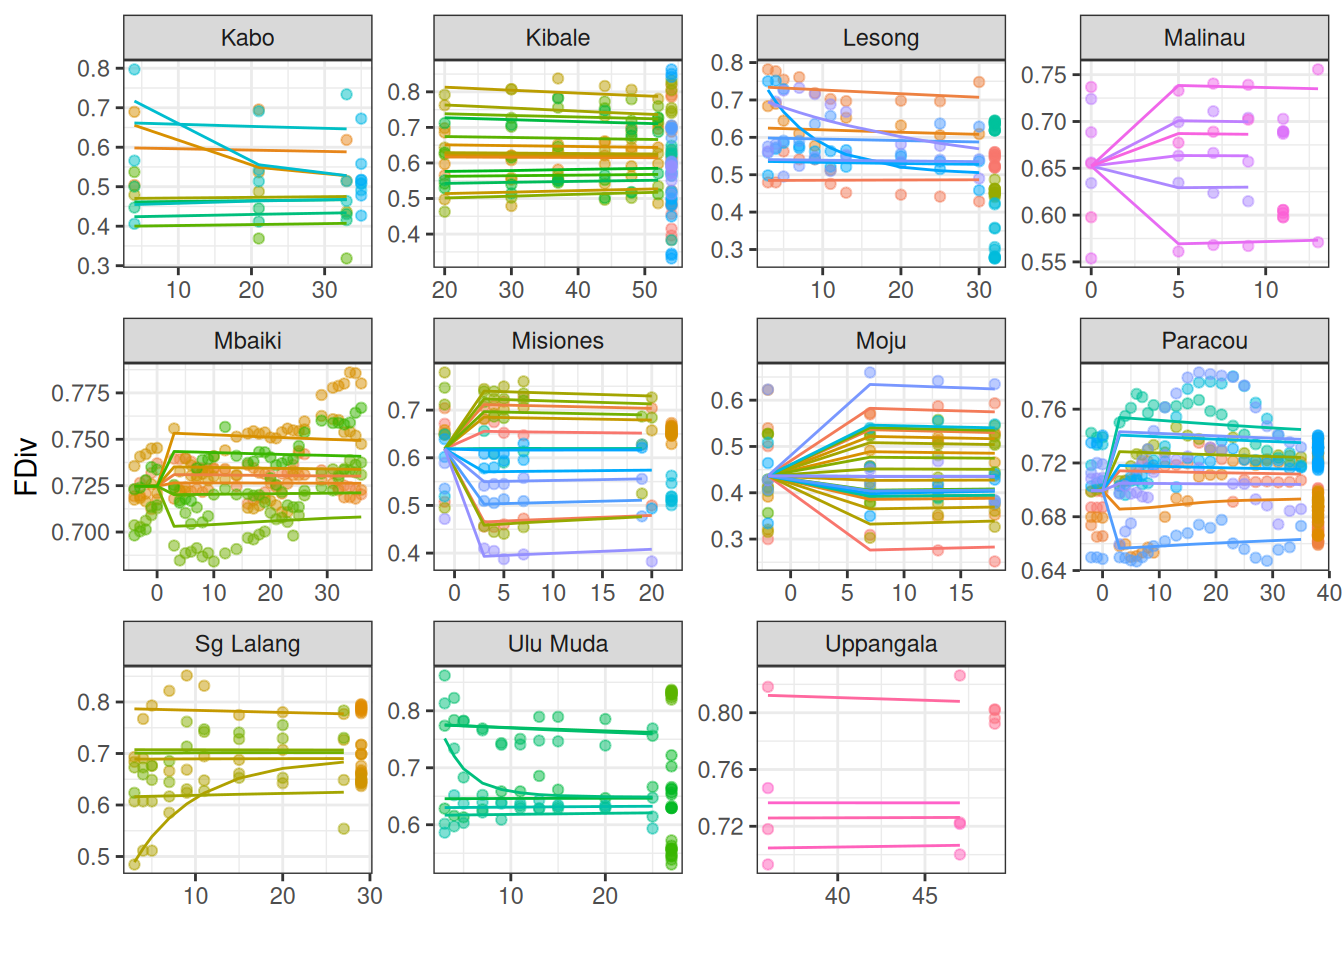 Kabo Kibale Lesong Malinau
0.8 0.7 0.6 0.5 0.4 0.3
10 20 30
0.8 0.7 0.6 0.5 0.4
20 30 40 50
0.8 0.7 0.6 0.5 0.4 0.3
10 20 30
0.75 0.70 0.65 0.60 0.55
0 5 10
Mbaiki Misiones Moju Paracou
FDiv
0.775 0.750 0.725 0.700
0 10 20 30
0.7 0.6 0.5 0.4
0 5 10 15 20
0.6 0.5 0.4 0.3
0 5 10 15
0.76 0.72 0.68 0.64
0 10 20 30 40
Sg Lalang Ulu Muda Uppangala
0.8 0.7 0.6 0.5
10 20 30
0.8 0.7 0.6
10 20
0.80 0.76 0.72
40 45